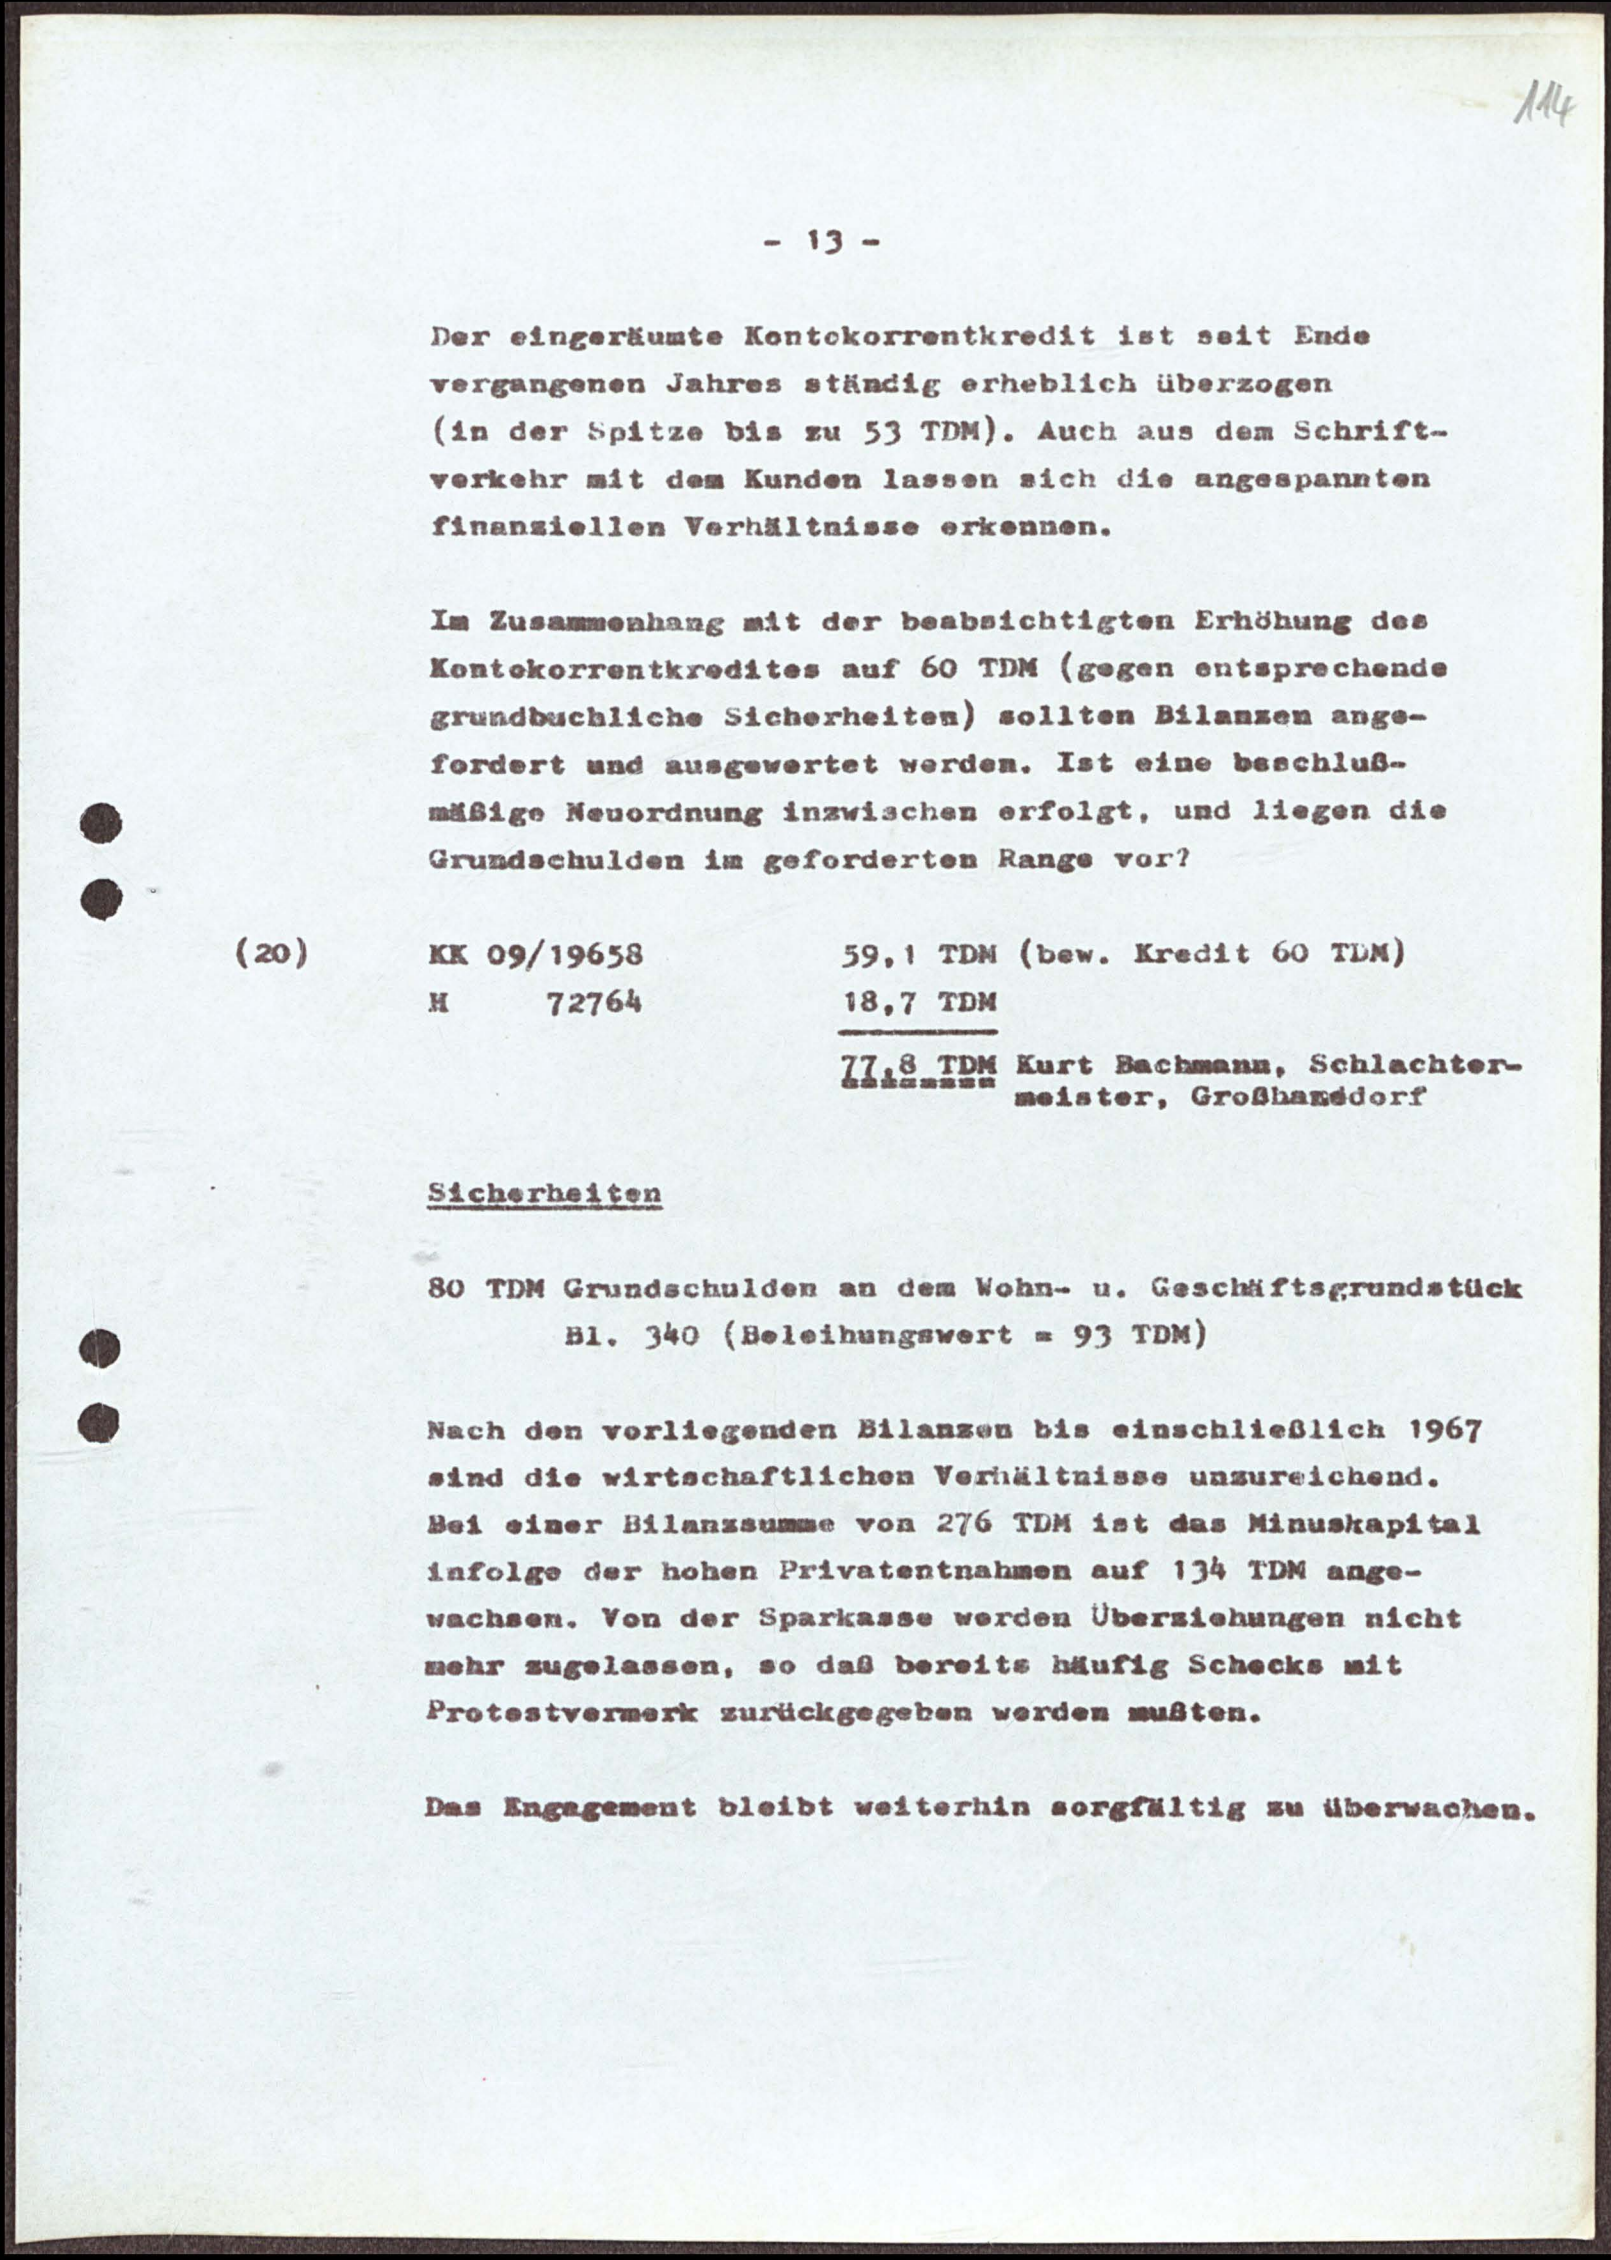 114
- 13 -
Der eingeräumte Kontokorrentkredit ist seit Ende
vergangenen Jahres ständig erheblich überzogen
(in der Spitze bis zu 53 TDM). Auch aus dem Schrift-
verkehr mit dem Kunden lassen sich die angespannten
finanziellen Verhältnisse erkennen.
Im Zusammenhang mit der beabsichtigten Erhöhung des
Kontokorrentkredites auf 60 TDM (gegen entsprechende
grundbuchliche Sicherheiten) sollten Bilanzen ange-
fordert und ausgewertet werden. Ist eine beschluß-
mäßige Neuordnung inzwischen erfolgt, und liegen die
Grundschulden im geforderten Range vor?
(20) KK 09/19658 59,1 TDM (bew. Kredit 60 TDM)
H 72764 18,7 TDM
77,8 TDM Kurt Bachmann, Schlachter-
meister, Großhansdorf
Sicherheiten
80 TDM Grundschulden an dem Wohn- u. Geschäftsgrundstück
Bl. 340 (Beleihungswert = 93 TDM)
Nach den vorliegenden Bilanzen bis einschließlich 1967
sind die wirtschaftlichen Verhältnisse unzureichend.
Bei einer Bilanzsumme von 276 TDM ist das Minuskapital
infolge der hohen Privatentnahmen auf 134 TDM ange-
wachsen. Von der Sparkasse werden Überziehungen nicht
mehr zugelassen, so daß bereits häufig Schecks mit
Protestvermerk zurückgegeben werden mußten.
Das Engagement bleibt weiterhin sorgfältig zu überwachen.